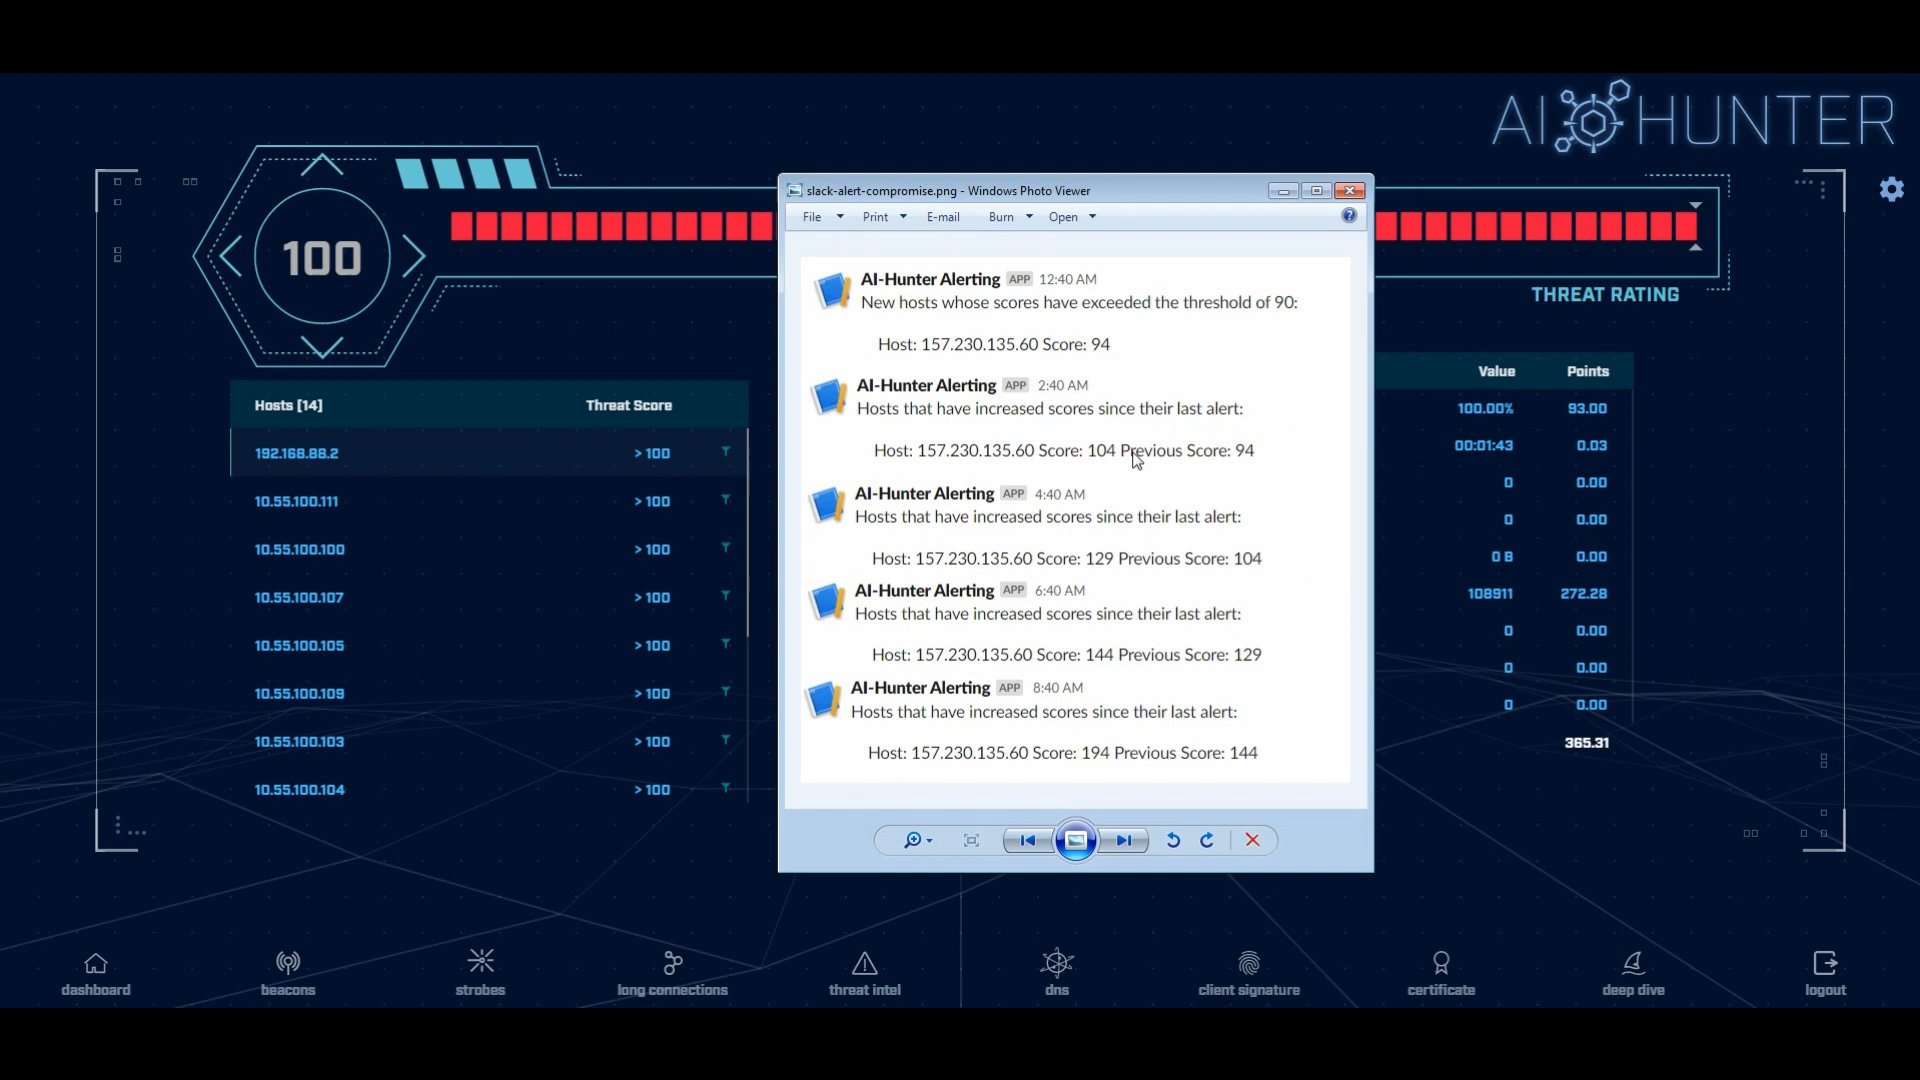 AI HUNTER
100
THREAT RATING
Hosts [14] Threat Score
192.168.88.2 > 100
10.55.100.111 > 100
10.55.100.100 > 100
10.55.100.107 > 100
10.55.100.105 > 100
10.55.100.109 > 100
10.55.100.103 > 100
10.55.100.104 > 100
slack-alert-compromise.png - Windows Photo Viewer
File Print E-mail Burn Open
AI-Hunter Alerting APP 12:40 AM
New hosts whose scores have exceeded the threshold of 90:
Host: 157.230.135.60 Score: 94
AI-Hunter Alerting APP 2:40 AM
Hosts that have increased scores since their last alert:
Host: 157.230.135.60 Score: 104 Previous Score: 94
AI-Hunter Alerting APP 4:40 AM
Hosts that have increased scores since their last alert:
Host: 157.230.135.60 Score: 129 Previous Score: 104
AI-Hunter Alerting APP 6:40 AM
Hosts that have increased scores since their last alert:
Host: 157.230.135.60 Score: 144 Previous Score: 129
AI-Hunter Alerting APP 8:40 AM
Hosts that have increased scores since their last alert:
Host: 157.230.135.60 Score: 194 Previous Score: 144
Value Points
100.00% 93.00
00:01:43 0.03
0 0.00
0 0.00
0 B 0.00
108911 272.28
0 0.00
0 0.00
0 0.00
365.31
dashboard beacons strobes long connections threat intel dns client signature certificate deep dive logout